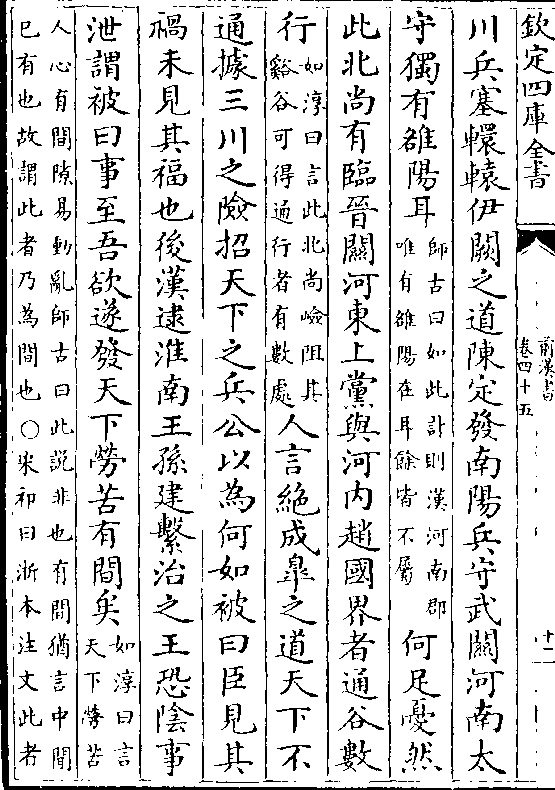 欽定四庫全書
前漢書
卷四十五
十二
川兵塞轘轅伊闕之道陳定發南陽兵守武關河南太
守獨有雒陽耳師古曰如此計則漢河南郡唯有雒陽在耳餘皆不屬何足憂然
此北尚有臨晉關河東上黨與河内趙國界者通谷數
行如淳曰言此北尚嶮阻其谿谷可得通行者有數處人言絶成臯之道天下不
通據三川之險招天下之兵公以為何如被曰臣見其
禍未見其福也後漢逮淮南王孫建繫治之王恐陰事
泄謂被曰事至吾欲遂發天下勞苦有間矣如淳曰言天下勞苦
人心有間隙易動亂師古曰此説非也有間猶言中間
已有也故謂此者乃為間也○宋祁曰浙本注文此者